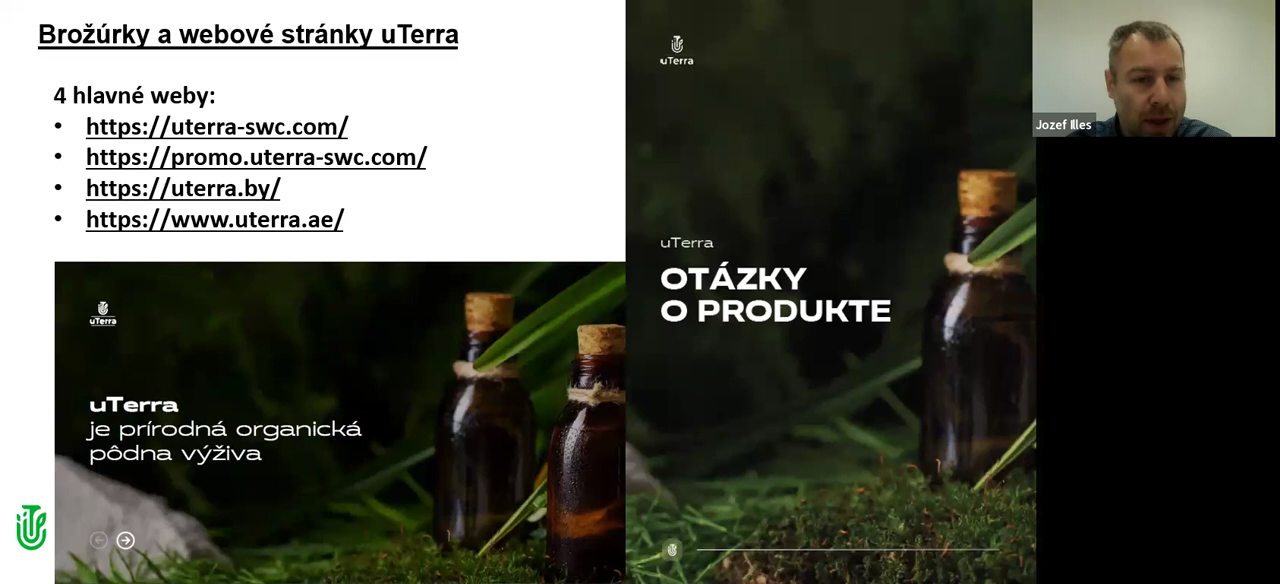 Brožúrky a webové stránky uTerra
4 hlavné weby:
• https://uterra-swc.com/
• https://promo.uterra-swc.com/
• https://uterra.by/
• https://www.uterra.ae/
uTerra
uTerra
je prírodná organická
pôdna výživa
uTerra
uTerra
OTÁZKY
O PRODUKTE
Jozef Illes